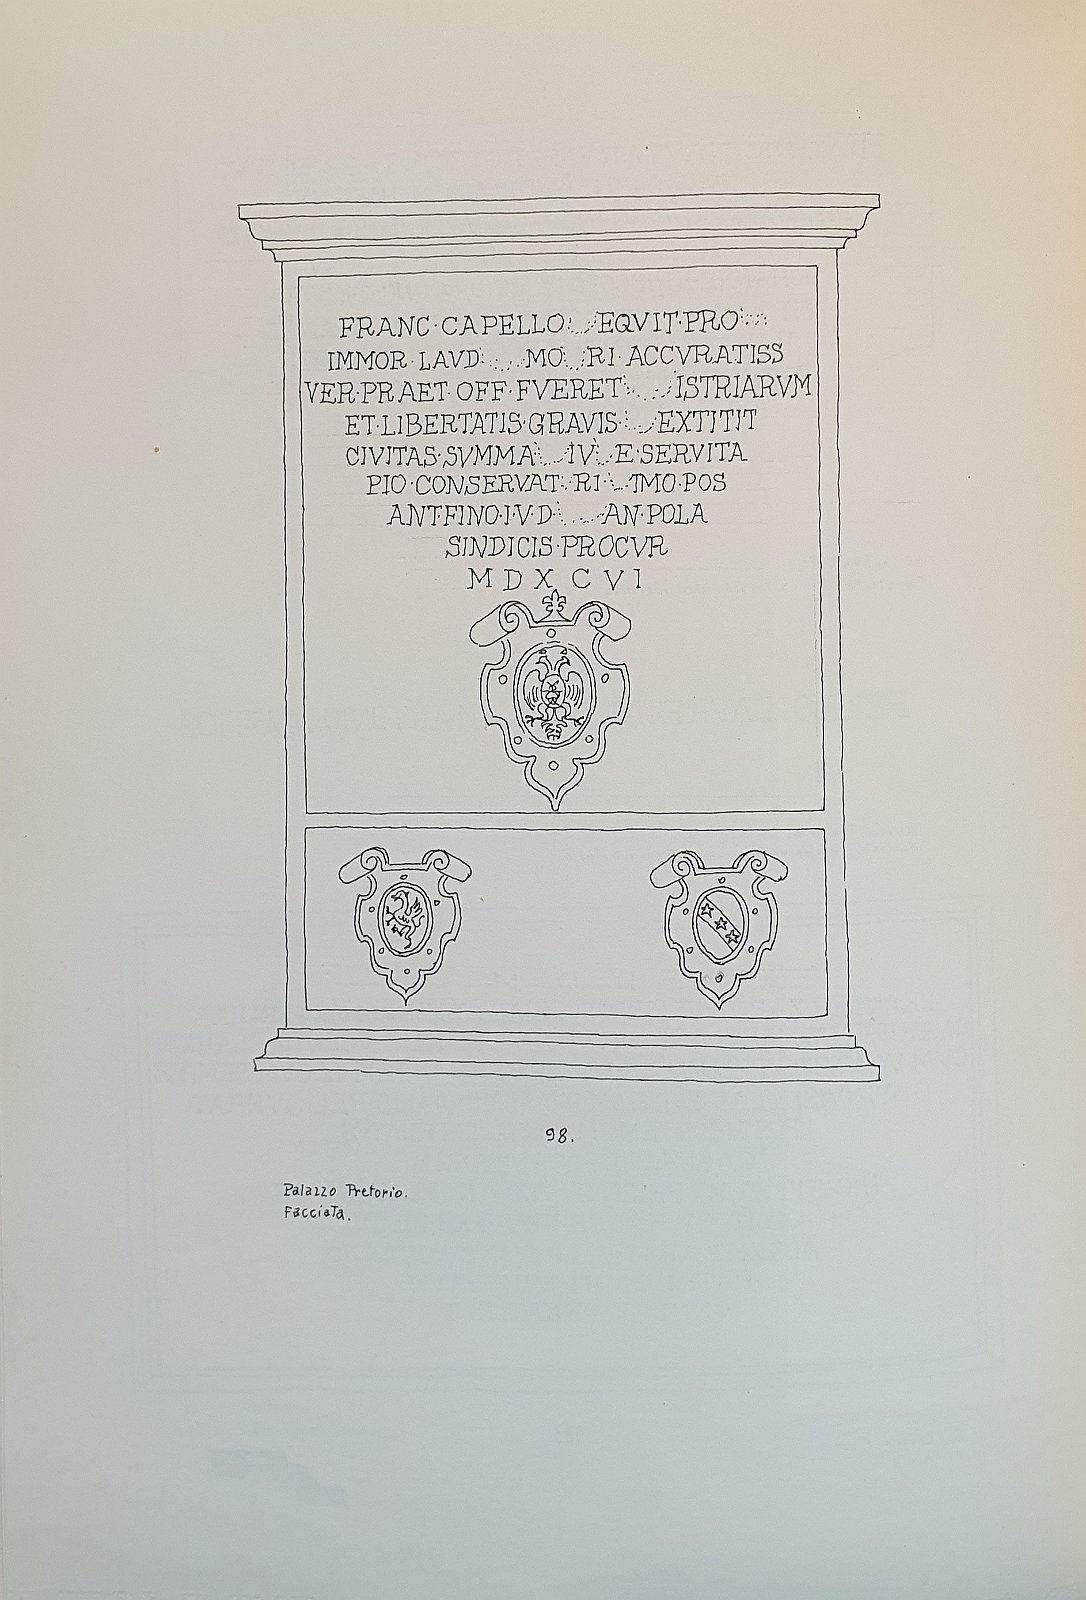 FRANC·CAPELLO EQVIT·PRO
IMMOR·LAVD MO RI·ACCVRATISS
VER·PRAET·OFF·FVERET ISTRIARVM
ET·LIBERTATIS·GRAVIS EXTITIT
CIVITAS·SVMMA IV E·SERVITA
PIO·CONSERVAT RI IMO·POS
ANT·FINO·I·V·D AN·POLA
SINDICIS·PROCVR
MDXCVI
98.
Palazzo Pretorio.
Facciata.